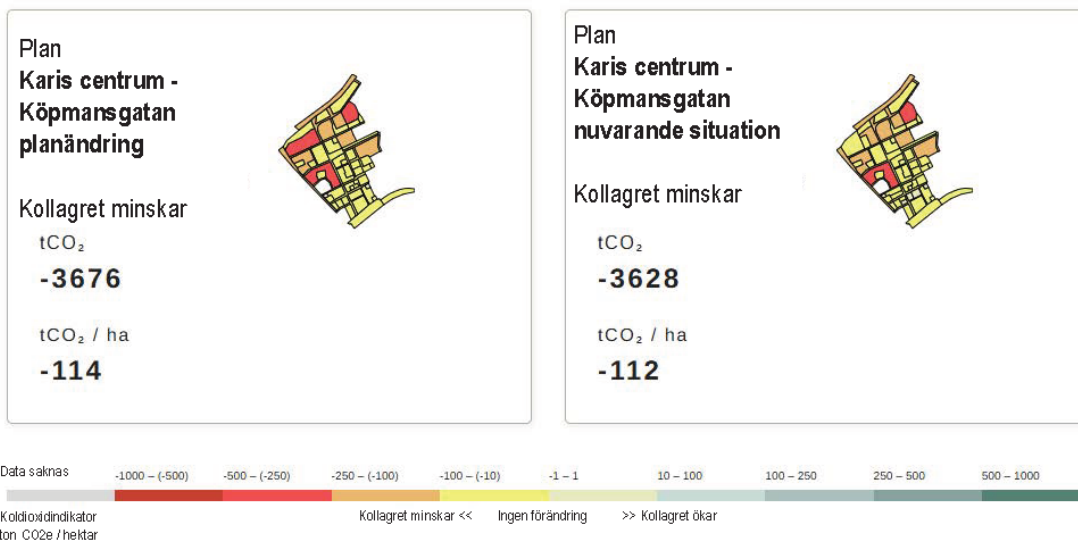 Plan
Karis centrum -
Köpmansgatan
planändring
Kollagret minskar
tCO₂
-3676
tCO₂ / ha
-114
Plan
Karis centrum -
Köpmansgatan
nuvarande situation
Kollagret minskar
tCO₂
-3628
tCO₂ / ha
-112
Data saknas
-1000 – (-500)
-500 – (-250)
-250 – (-100)
-100 – (-10)
-1 – 1
10 – 100
100 – 250
250 – 500
500 – 1000
Koldioxidindikator
ton CO2e / hektar
Kollagret minskar <<
Ingen förändring
>> Kollagret ökar